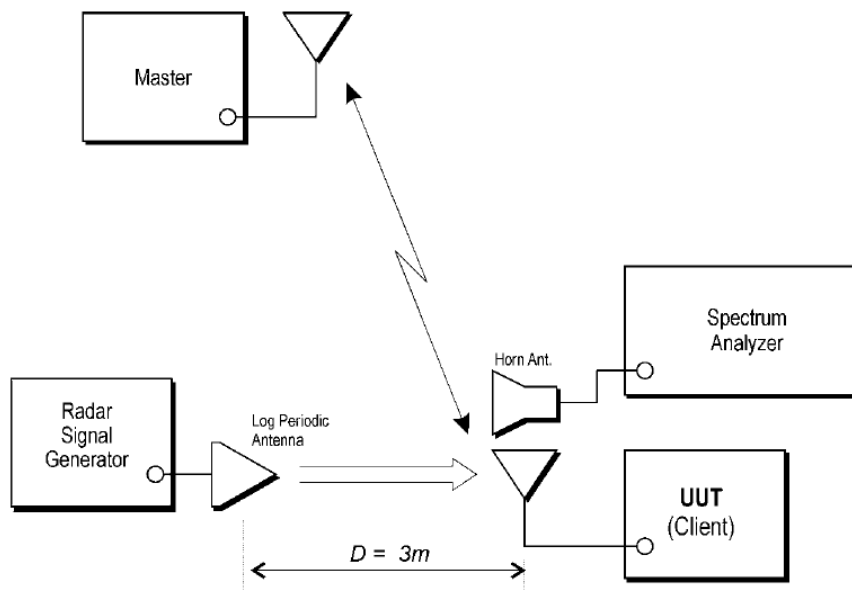 Master
Spectrum
Analyzer
Horn Ant.
Radar
Signal
Generator
Log Periodic
Antenna
UUT
(Client)
D = 3m